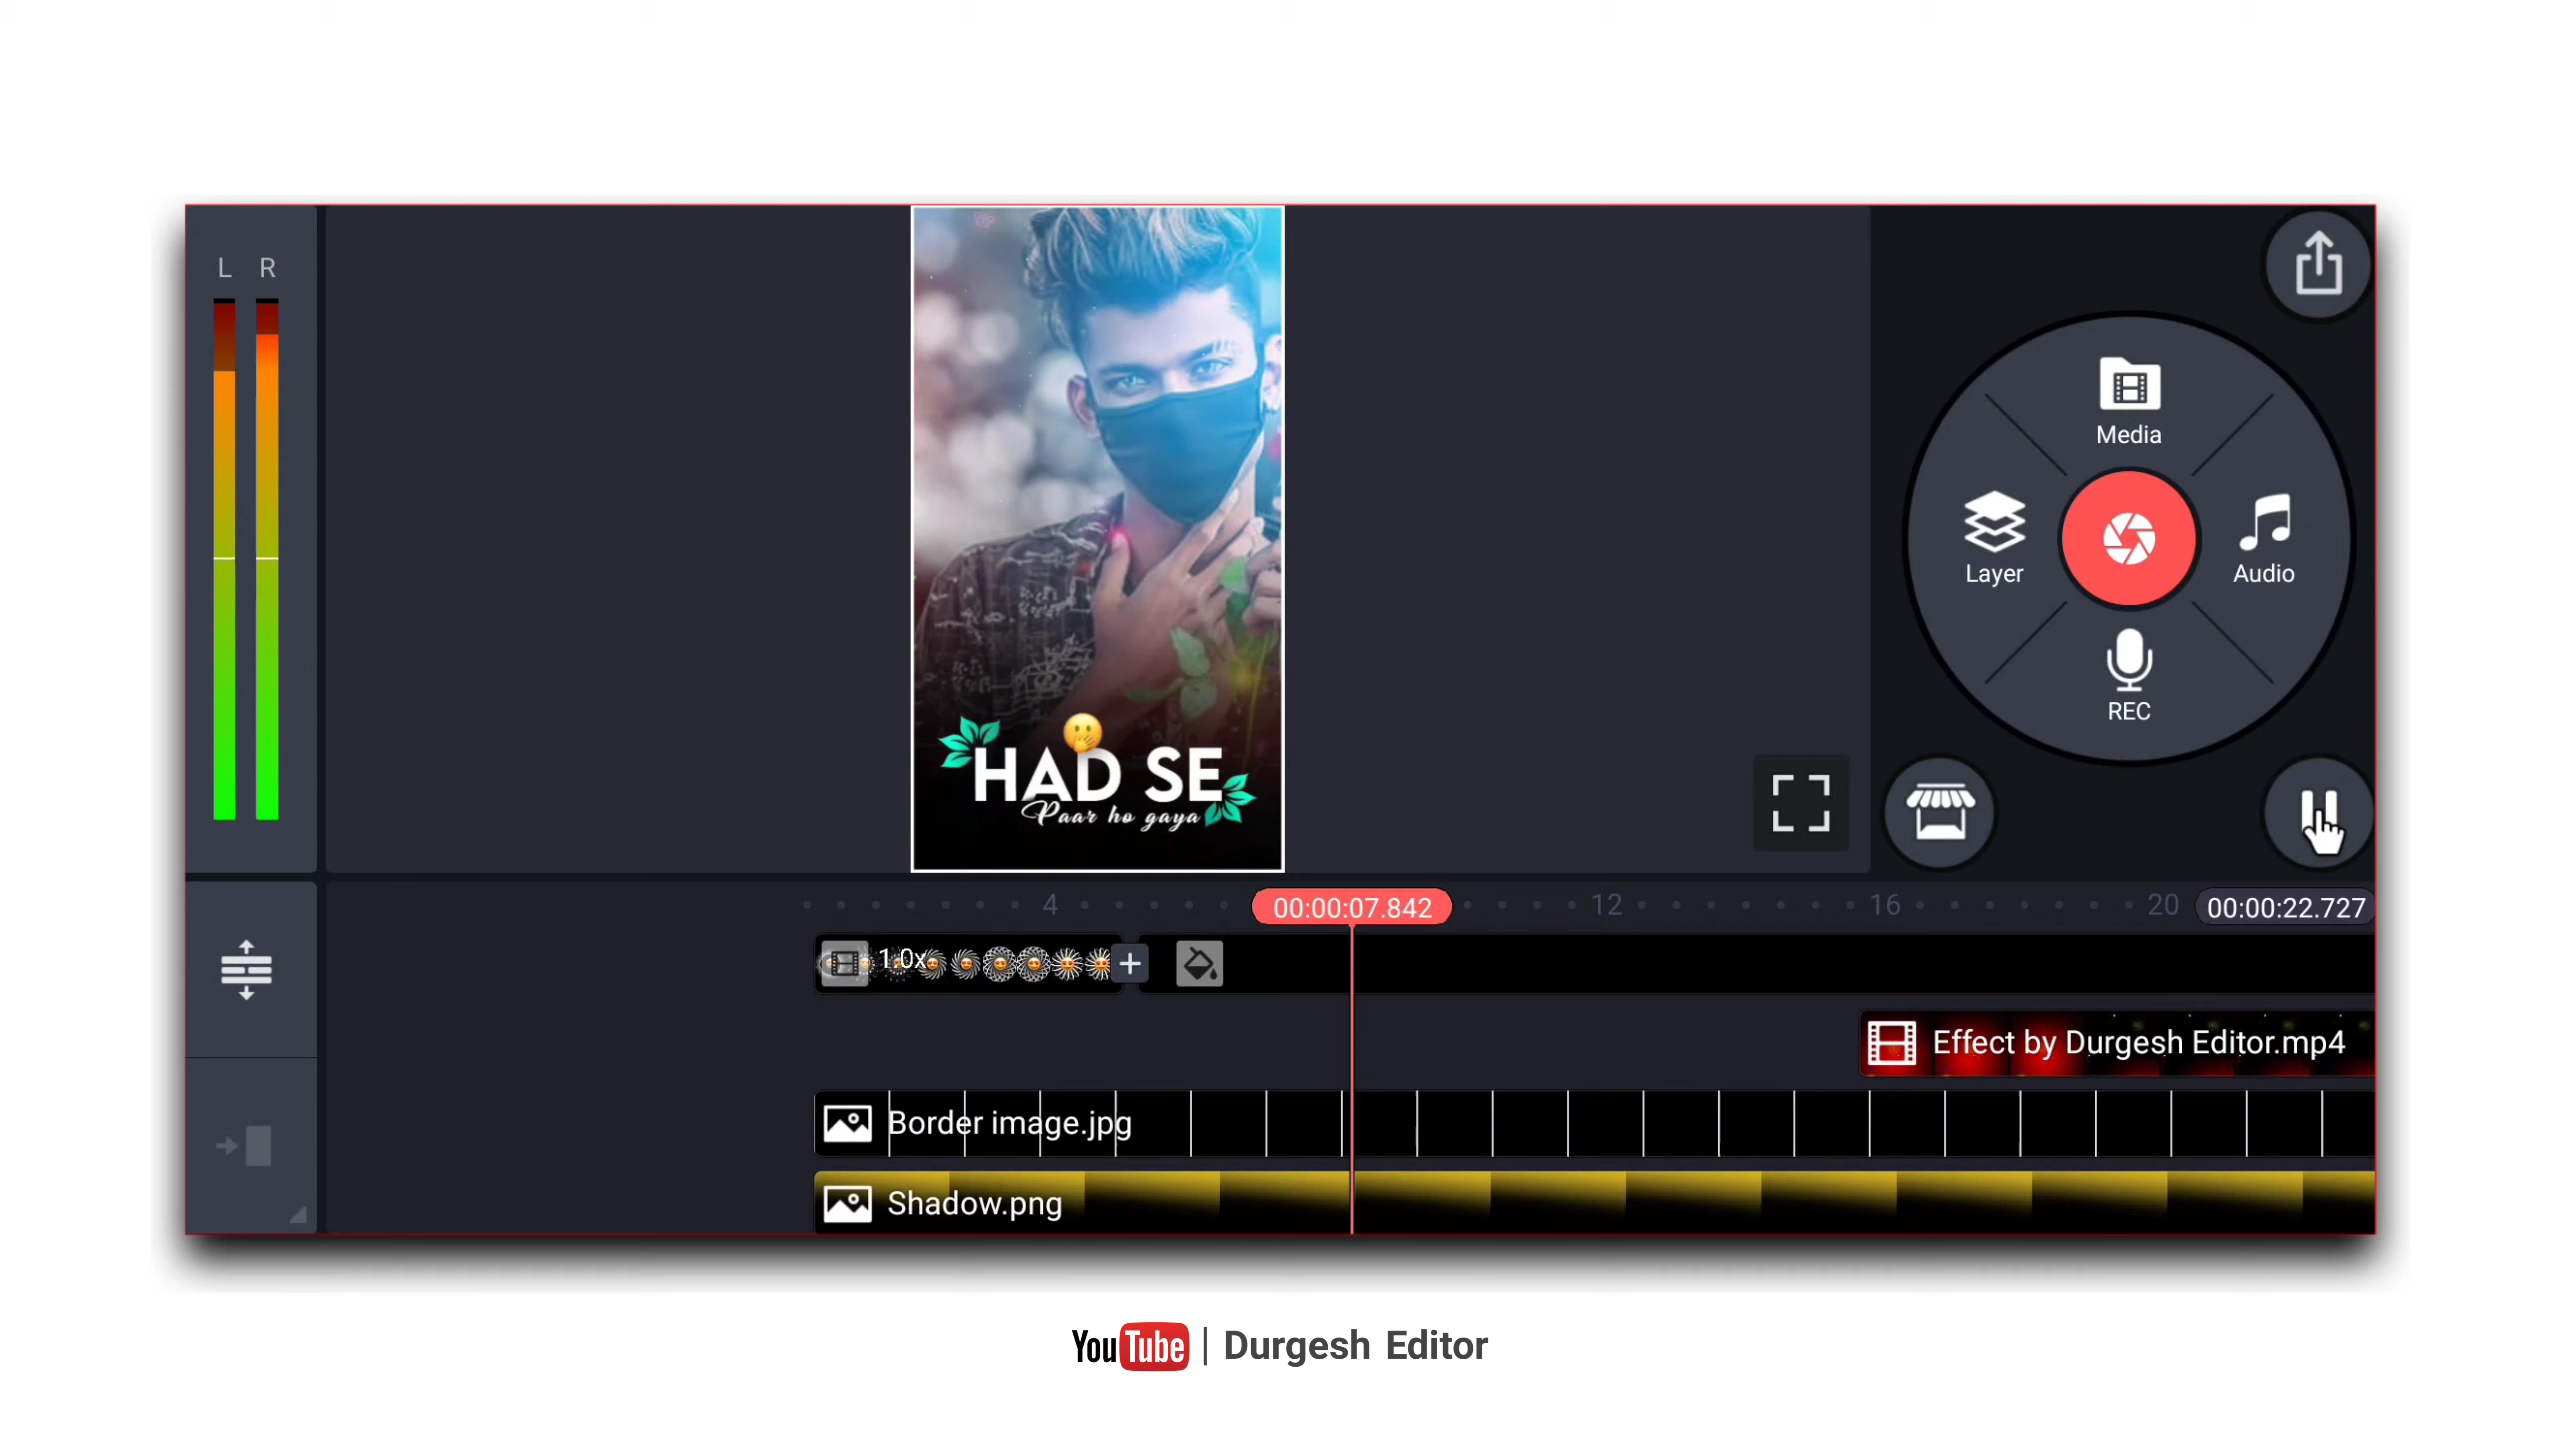 L R
Media
Layer
Audio
REC
HAD SE
Paar ho gaya
4
00:00:07.842
12
16
20
00:00:22.727
1.0x
Effect by Durgesh Editor.mp4
Border image.jpg
Shadow.png
YouTube | Durgesh Editor